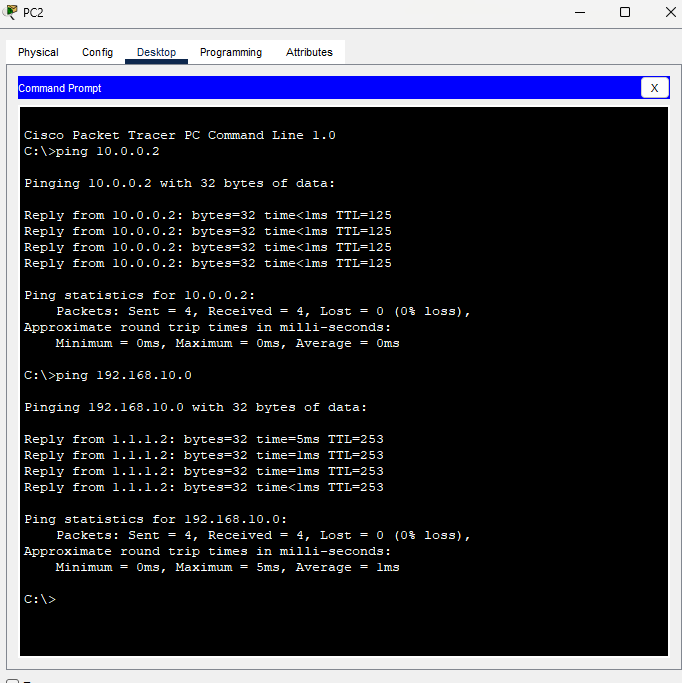 PC2
Physical Config Desktop Programming Attributes
Command Prompt
X
Cisco Packet Tracer PC Command Line 1.0
C:\>ping 10.0.0.2
Pinging 10.0.0.2 with 32 bytes of data:
Reply from 10.0.0.2: bytes=32 time<1ms TTL=125
Reply from 10.0.0.2: bytes=32 time<1ms TTL=125
Reply from 10.0.0.2: bytes=32 time<1ms TTL=125
Reply from 10.0.0.2: bytes=32 time<1ms TTL=125
Ping statistics for 10.0.0.2:
Packets: Sent = 4, Received = 4, Lost = 0 (0% loss),
Approximate round trip times in milli-seconds:
Minimum = 0ms, Maximum = 0ms, Average = 0ms
C:\>ping 192.168.10.0
Pinging 192.168.10.0 with 32 bytes of data:
Reply from 1.1.1.2: bytes=32 time=5ms TTL=253
Reply from 1.1.1.2: bytes=32 time=1ms TTL=253
Reply from 1.1.1.2: bytes=32 time=1ms TTL=253
Reply from 1.1.1.2: bytes=32 time<1ms TTL=253
Ping statistics for 192.168.10.0:
Packets: Sent = 4, Received = 4, Lost = 0 (0% loss),
Approximate round trip times in milli-seconds:
Minimum = 0ms, Maximum = 5ms, Average = 1ms
C:\>